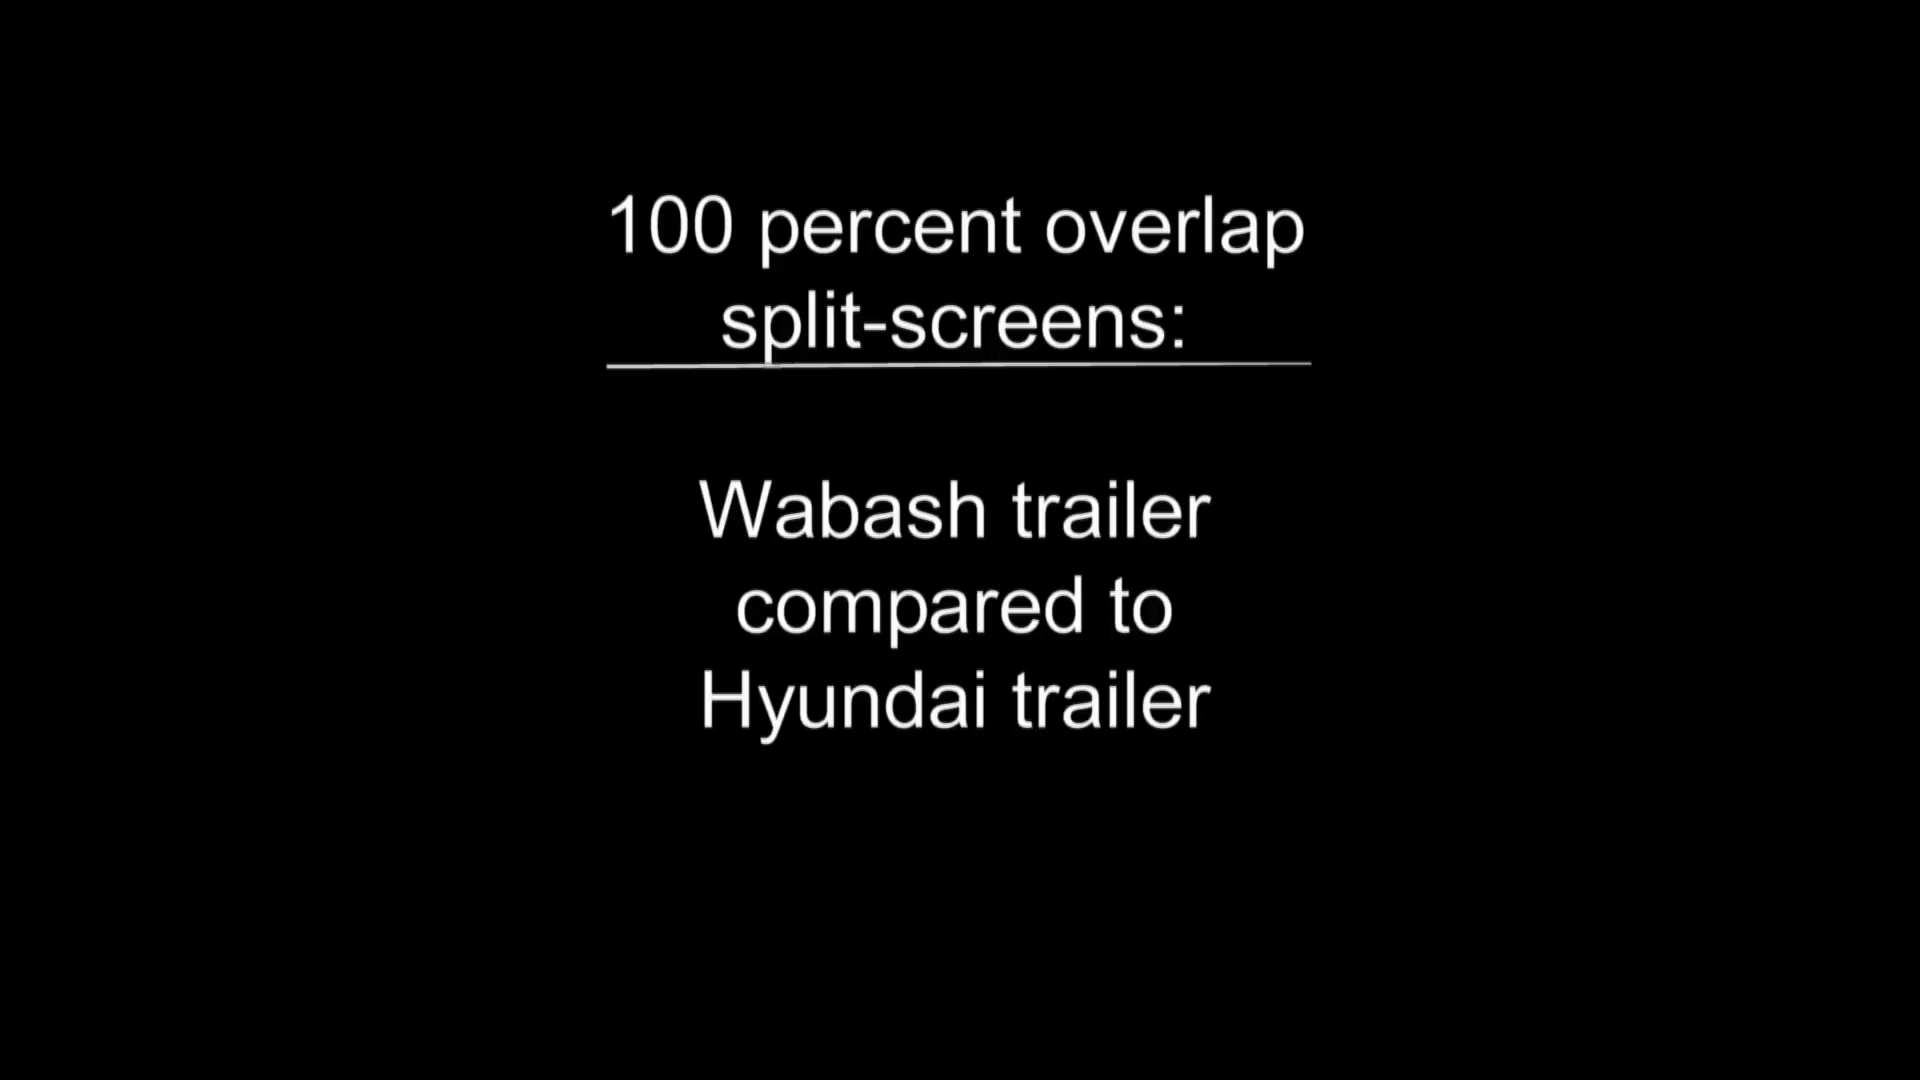 100 percent overlap
split-screens:
Wabash trailer
compared to
Hyundai trailer